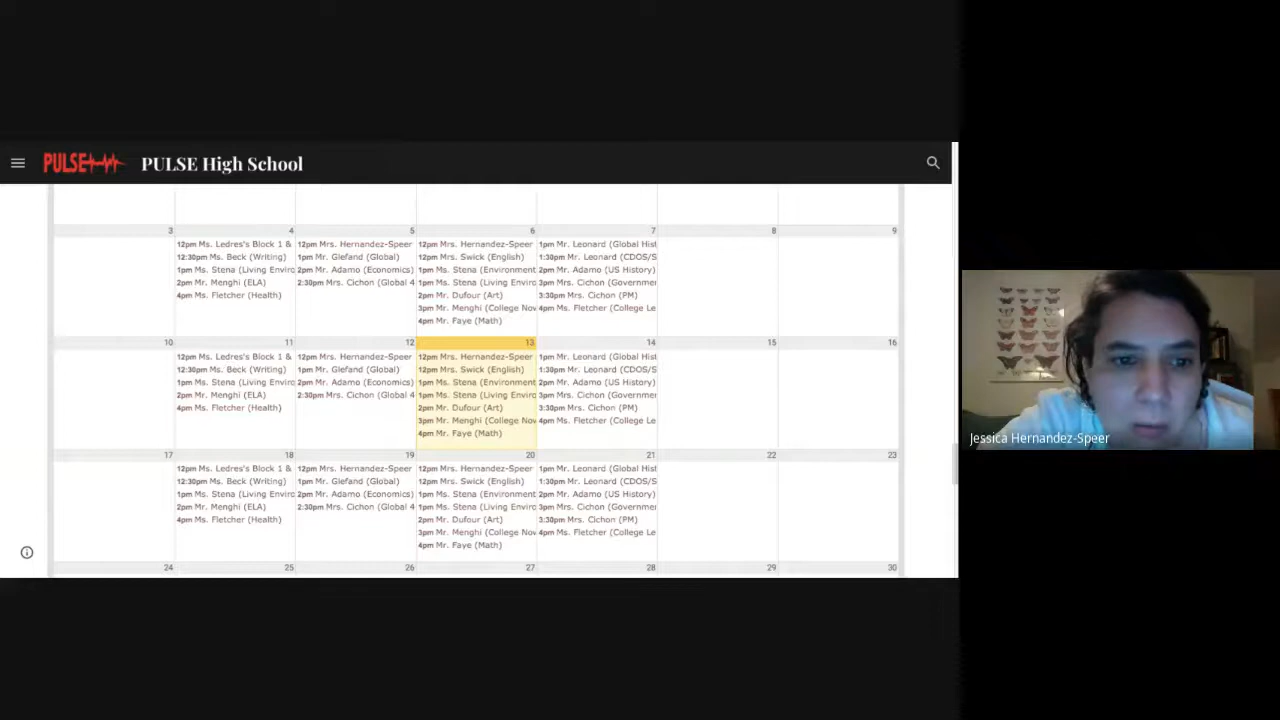 PULSE
PULSE High School
3 4 5 6 7 8 9
12pm Ms. Ledres's Block 1 &
12:30pm Ms. Beck (Writing)
1pm Ms. Stena (Living Enviro
2pm Mr. Menghi (ELA)
4pm Ms. Fletcher (Health)
12pm Mrs. Hernandez-Speer
1pm Mr. Glefand (Global)
2pm Mr. Adamo (Economics)
2:30pm Mrs. Cichon (Global 4
12pm Mrs. Hernandez-Speer
12pm Mrs. Swick (English)
1pm Ms. Stena (Environment
1pm Ms. Stena (Living Enviro
2pm Mr. Dufour (Art)
3pm Mr. Menghi (College Now
4pm Mr. Faye (Math)
1pm Mr. Leonard (Global Hist
1:30pm Mr. Leonard (CDOS/S
2pm Mr. Adamo (US History)
3pm Mrs. Cichon (Governmer
3:30pm Mrs. Cichon (PM)
4pm Ms. Fletcher (College Le
10 11 12 13 14 15 16
12pm Ms. Ledres's Block 1 &
12:30pm Ms. Beck (Writing)
1pm Ms. Stena (Living Enviro
2pm Mr. Menghi (ELA)
4pm Ms. Fletcher (Health)
12pm Mrs. Hernandez-Speer
1pm Mr. Glefand (Global)
2pm Mr. Adamo (Economics)
2:30pm Mrs. Cichon (Global 4
12pm Mrs. Hernandez-Speer
12pm Mrs. Swick (English)
1pm Ms. Stena (Environment
1pm Ms. Stena (Living Enviro
2pm Mr. Dufour (Art)
3pm Mr. Menghi (College Now
4pm Mr. Faye (Math)
1pm Mr. Leonard (Global Hist
1:30pm Mr. Leonard (CDOS/S
2pm Mr. Adamo (US History)
3pm Mrs. Cichon (Governmer
3:30pm Mrs. Cichon (PM)
4pm Ms. Fletcher (College Le
17 18 19 20 21 22 23
12pm Ms. Ledres's Block 1 &
12:30pm Ms. Beck (Writing)
1pm Ms. Stena (Living Enviro
2pm Mr. Menghi (ELA)
4pm Ms. Fletcher (Health)
12pm Mrs. Hernandez-Speer
1pm Mr. Glefand (Global)
2pm Mr. Adamo (Economics)
2:30pm Mrs. Cichon (Global 4
12pm Mrs. Hernandez-Speer
12pm Mrs. Swick (English)
1pm Ms. Stena (Environment
1pm Ms. Stena (Living Enviro
2pm Mr. Dufour (Art)
3pm Mr. Menghi (College Now
4pm Mr. Faye (Math)
1pm Mr. Leonard (Global Hist
1:30pm Mr. Leonard (CDOS/S
2pm Mr. Adamo (US History)
3pm Mrs. Cichon (Governmer
3:30pm Mrs. Cichon (PM)
4pm Ms. Fletcher (College Le
24 25 26 27 28 29 30
Jessica Hernandez-Speer